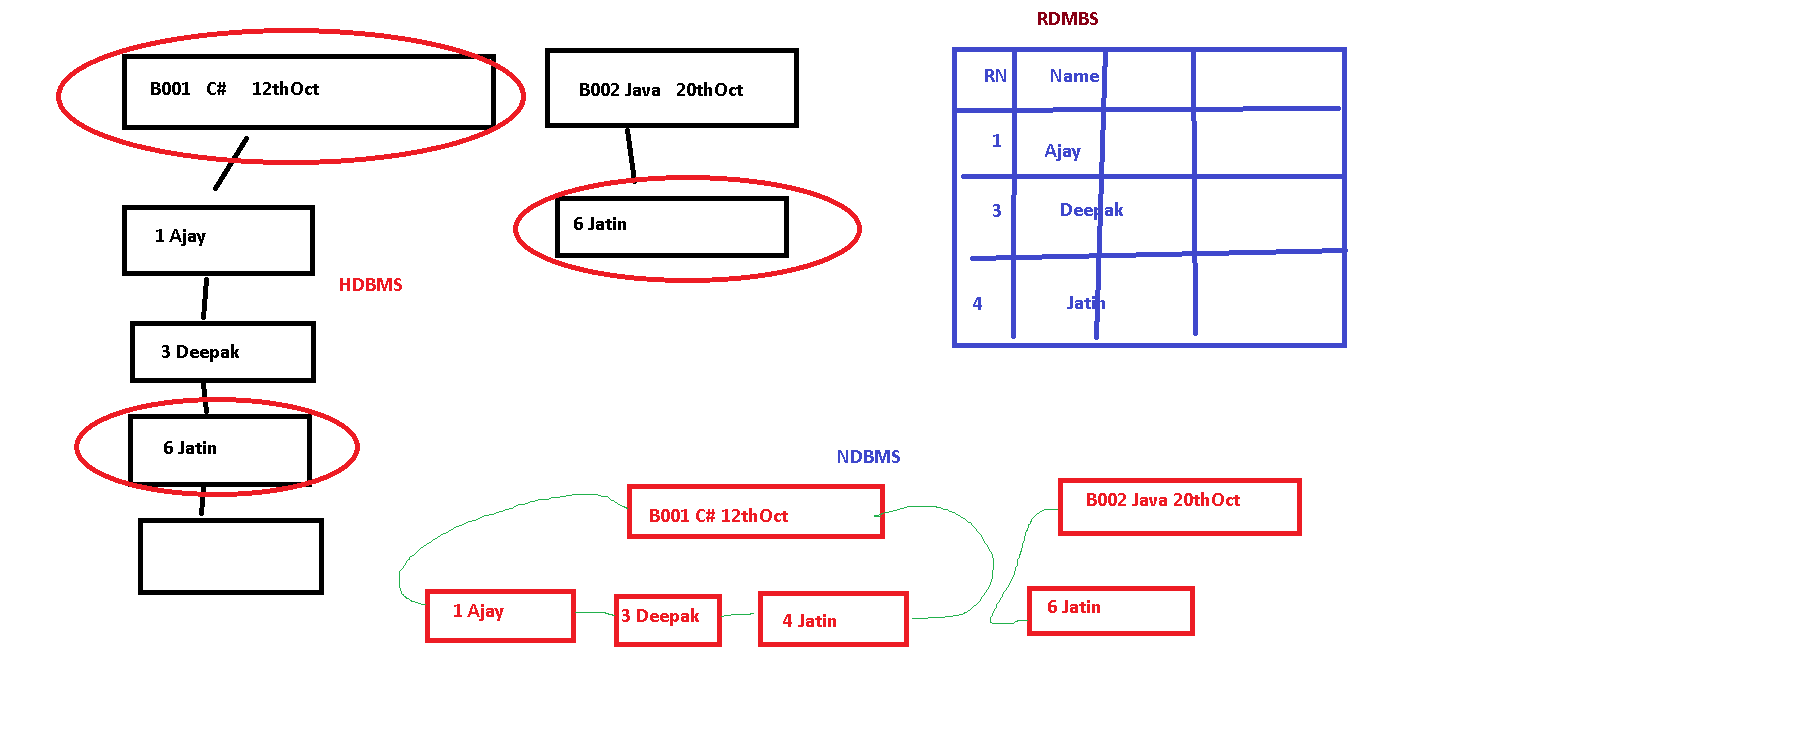 RDMBS
B001 C# 12thOct
B002 Java 20thOct
1 Ajay
HDBMS
3 Deepak
6 Jatin
6 Jatin
RN Name
1 Ajay
3 Deepak
4 Jatin
NDBMS
B001 C# 12thOct
B002 Java 20thOct
1 Ajay
3 Deepak
4 Jatin
6 Jatin